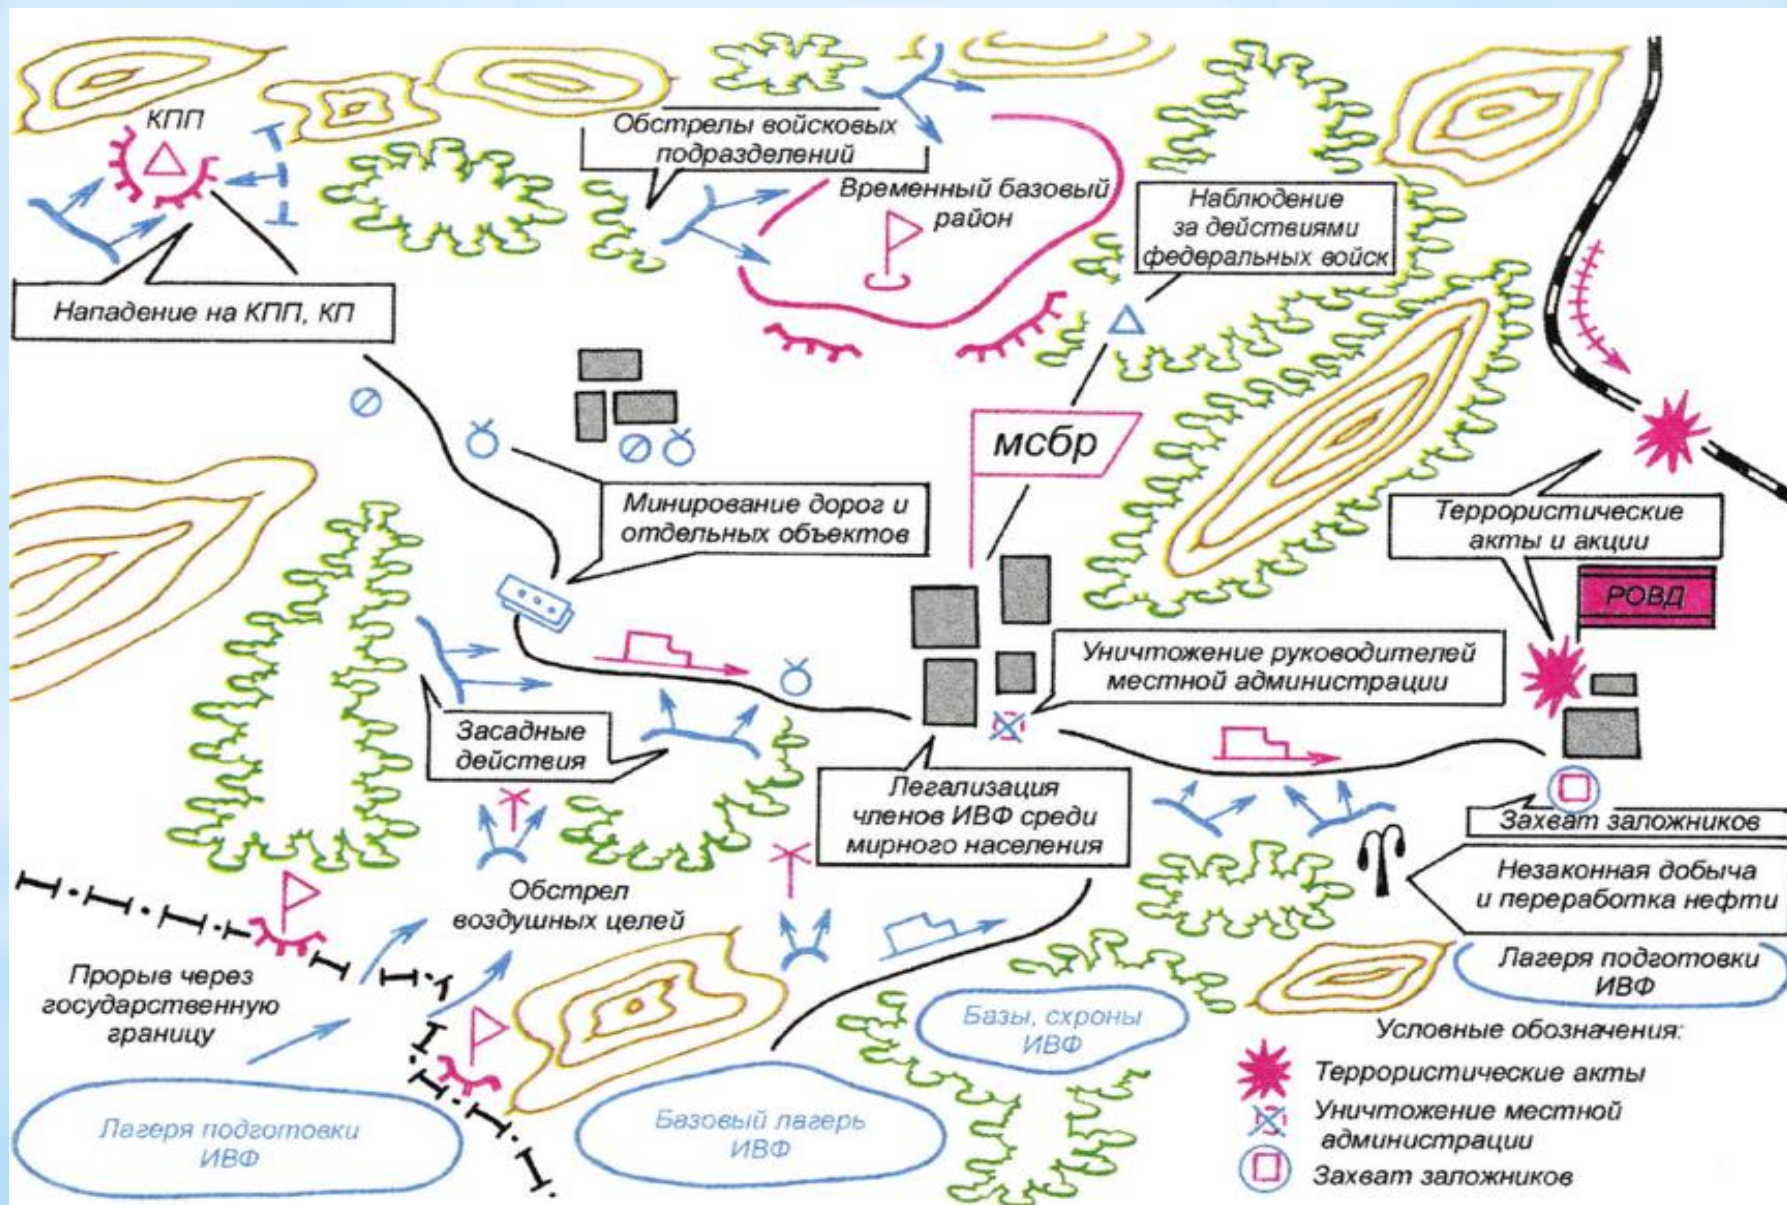 КПП
Обстрелы войсковых
подразделений
Временный базовый
район
Наблюдение
за действиями
федеральных войск
Нападение на КПП, КП
мсбр
Минирование дорог и
отдельных объектов
Террористические
акты и акции
РОВД
Уничтожение руководителей
местной администрации
Засадные
действия
Легализация
членов ИВФ среди
мирного населения
Захват заложников
Незаконная добыча
и переработка нефти
Обстрел
воздушных целей
Прорыв через
государственную
границу
Лагеря подготовки
ИВФ
Базы, схроны
ИВФ
Лагеря подготовки
ИВФ
Базовый лагерь
ИВФ
Условные обозначения:
Террористические акты
Уничтожение местной
администрации
Захват заложников